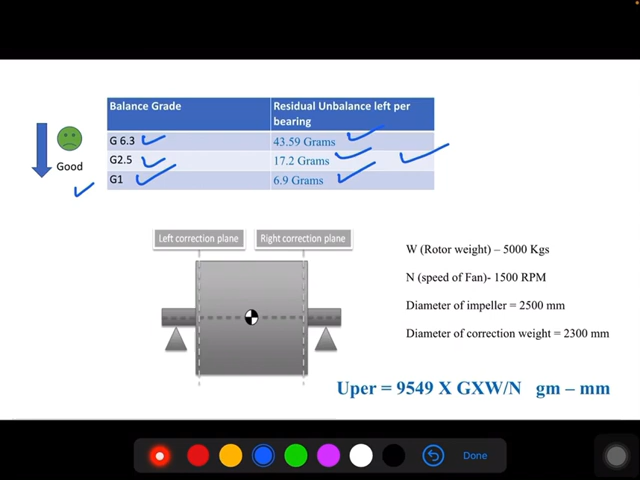 Balance Grade
Residual Unbalance left per bearing
G 6.3
43.59 Grams
G2.5
17.2 Grams
G1
6.9 Grams
Good
Left correction plane
Right correction plane
W (Rotor weight) – 5000 Kgs
N (speed of Fan)- 1500 RPM
Diameter of impeller = 2500 mm
Diameter of correction weight = 2300 mm
Uper = 9549 X GXW/N gm – mm
Done